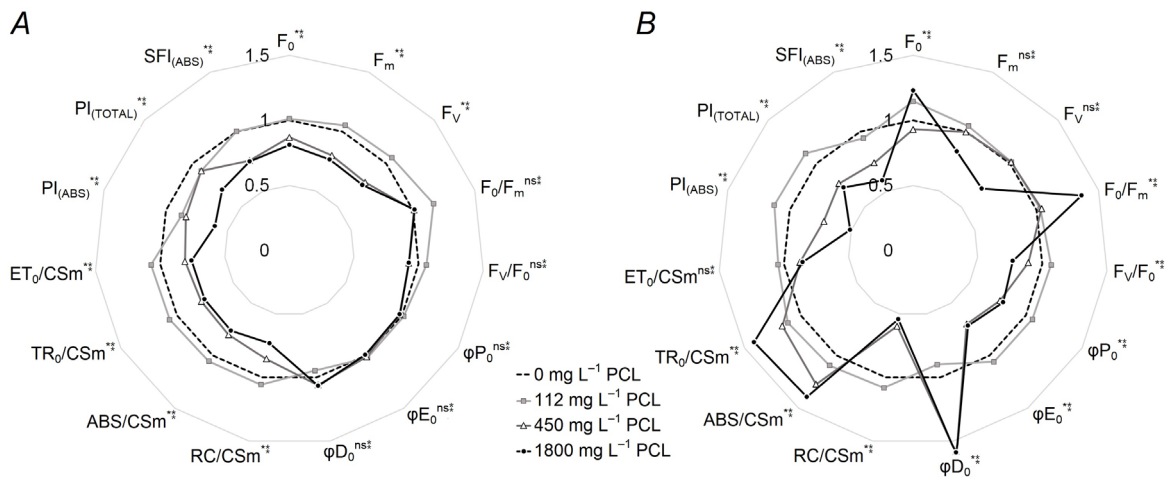 A
F₀**
Fₘ**
Fᵥ**
F₀/Fₘⁿˢ*
Fᵥ/F₀ⁿˢ*
φP₀ⁿˢ*
φE₀ⁿˢ*
φD₀ⁿˢ*
RC/CSm**
ABS/CSm**
TR₀/CSm**
ET₀/CSm**
PI(ABS)**
PI(TOTAL)**
SFI(ABS)**
1.5
1
0.5
0
0 mg L⁻¹ PCL
112 mg L⁻¹ PCL
450 mg L⁻¹ PCL
1800 mg L⁻¹ PCL
B
F₀**
Fₘⁿˢ*
Fᵥⁿˢ*
F₀/Fₘ**
Fᵥ/F₀**
φP₀**
φE₀**
φD₀**
RC/CSm**
ABS/CSm**
TR₀/CSm**
ET₀/CSmⁿˢ*
PI(ABS)**
PI(TOTAL)**
SFI(ABS)**
1.5
1
0.5
0